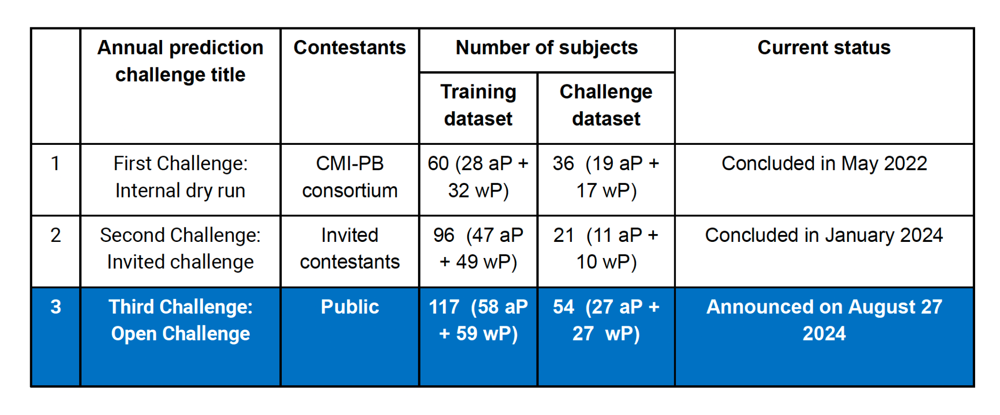 Annual prediction
challenge title
Contestants
Number of subjects
Current status
Training
dataset
Challenge
dataset
1
First Challenge:
Internal dry run
CMI-PB
consortium
60 (28 aP +
32 wP)
36 (19 aP +
17 wP)
Concluded in May 2022
2
Second Challenge:
Invited challenge
Invited
contestants
96 (47 aP
+ 49 wP)
21 (11 aP +
10 wP)
Concluded in January 2024
3
Third Challenge:
Open Challenge
Public
117 (58 aP
+ 59 wP)
54 (27 aP +
27 wP)
Announced on August 27
2024